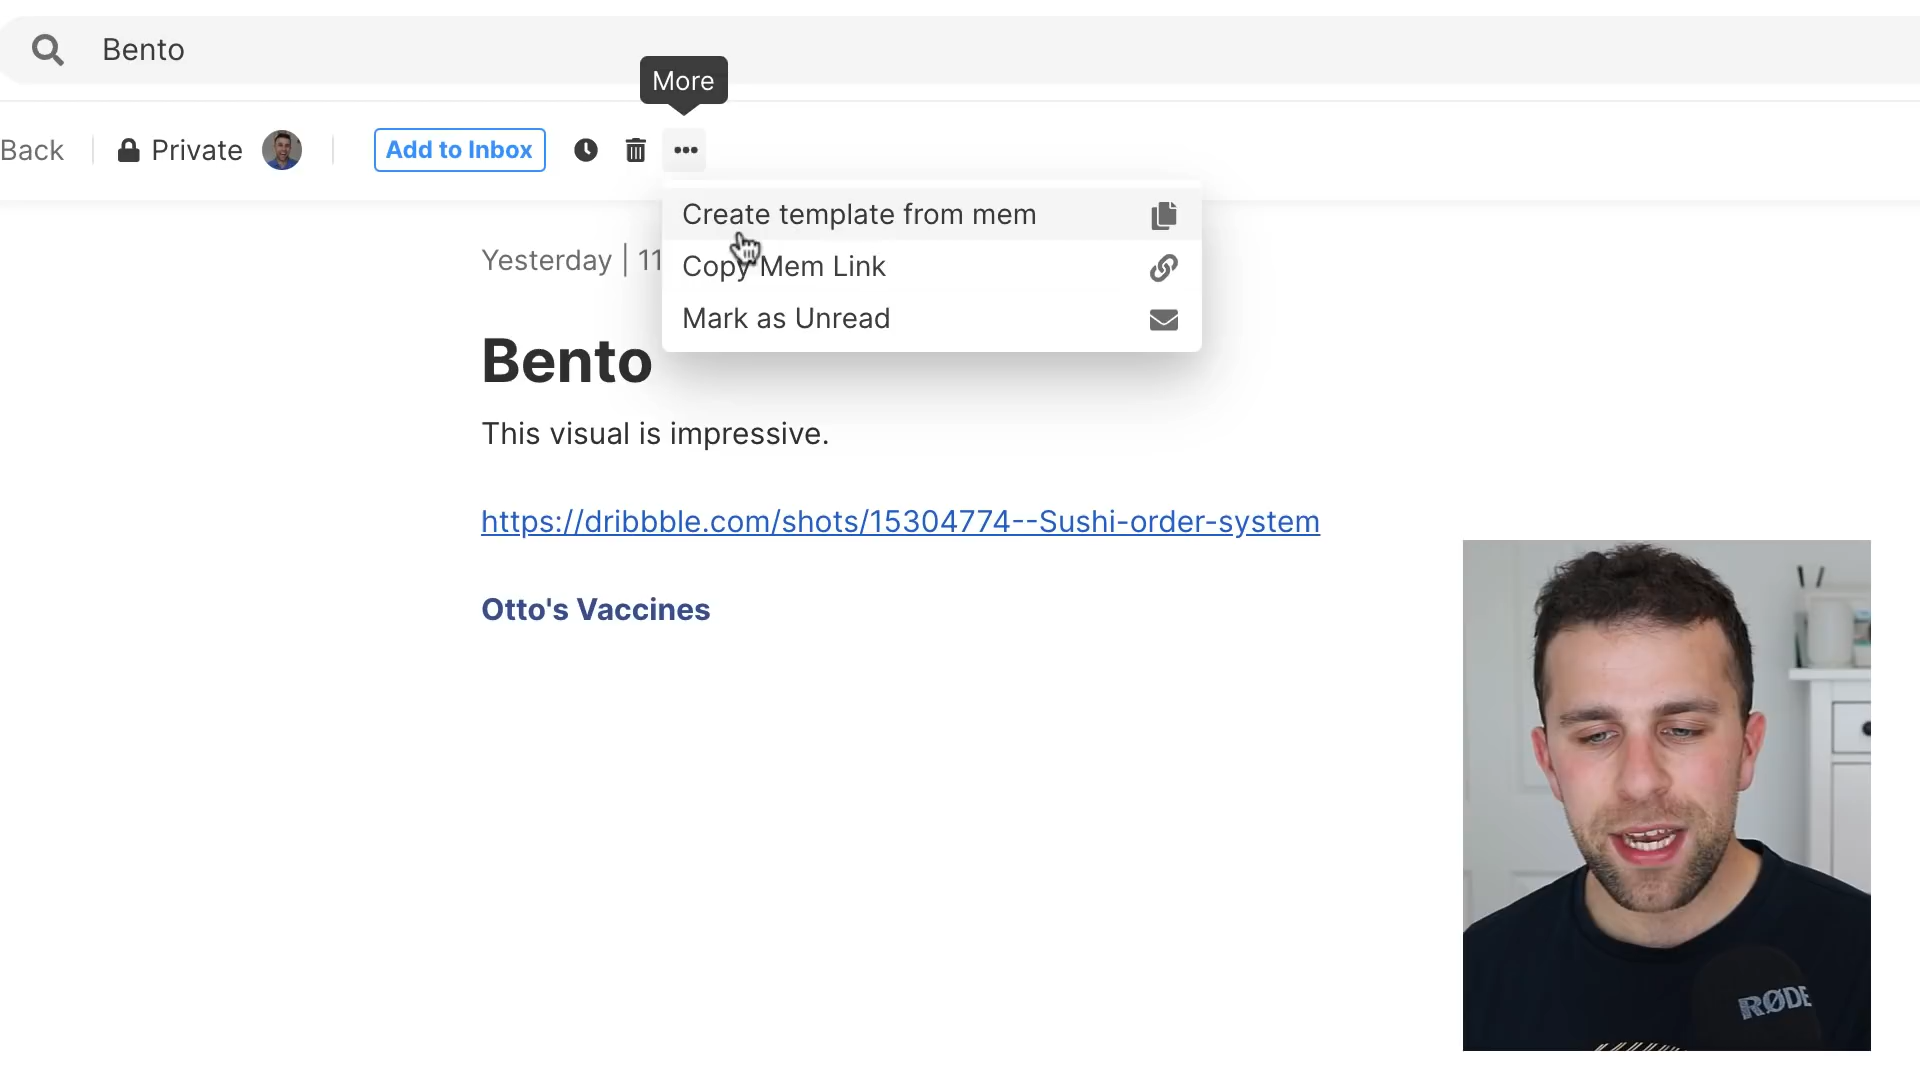 Bento
More
Back
Private
Add to Inbox
Create template from mem
Yesterday | 11
Copy Mem Link
Mark as Unread
Bento
This visual is impressive.
https://dribbble.com/shots/15304774--Sushi-order-system
Otto's Vaccines
RØDE